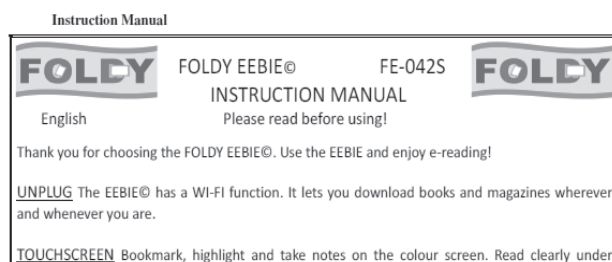 Instruction Manual
FOLDY FOLDY EEBIE© FE-042S FOLDY
INSTRUCTION MANUAL
English Please read before using!
Thank you for choosing the FOLDY EEBIE©. Use the EEBIE and enjoy e-reading!
UNPLUG The EEBIE© has a WI-FI function. It lets you download books and magazines wherever
and whenever you are.
TOUCHSCREEN Bookmark, highlight and take notes on the colour screen. Read clearly under